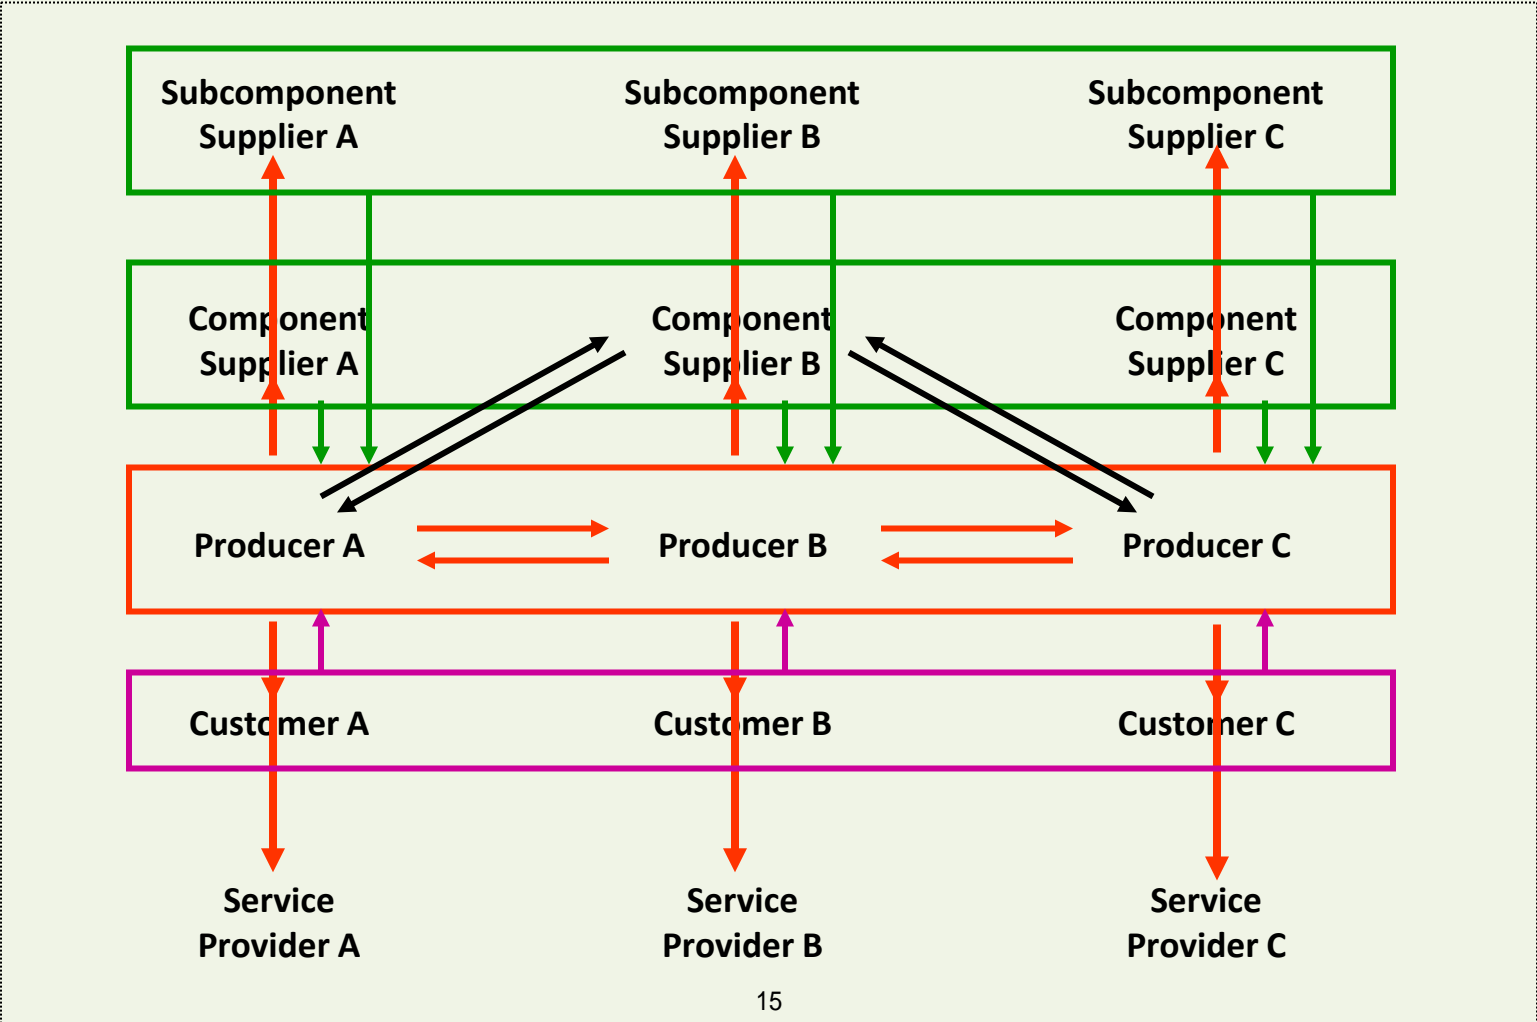 Subcomponent Subcomponent Subcomponent
Supplier A Supplier B Supplier C
Component Component Component
Supplier A Supplier B Supplier C
Producer A Producer B Producer C
Customer A Customer B Customer C
Service Service Service
Provider A Provider B Provider C
15